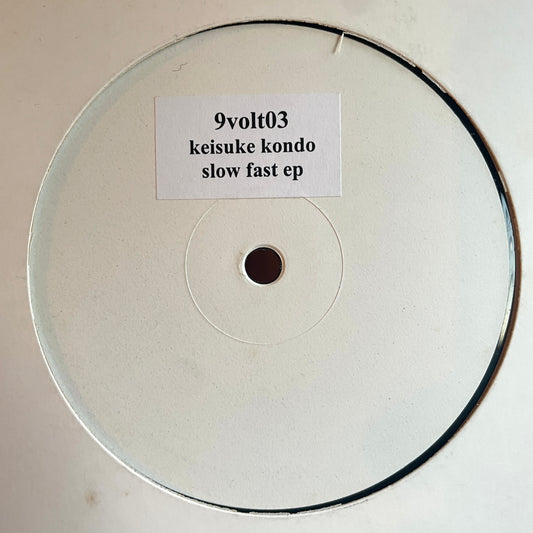 9volt03
keisuke kondo
slow fast ep